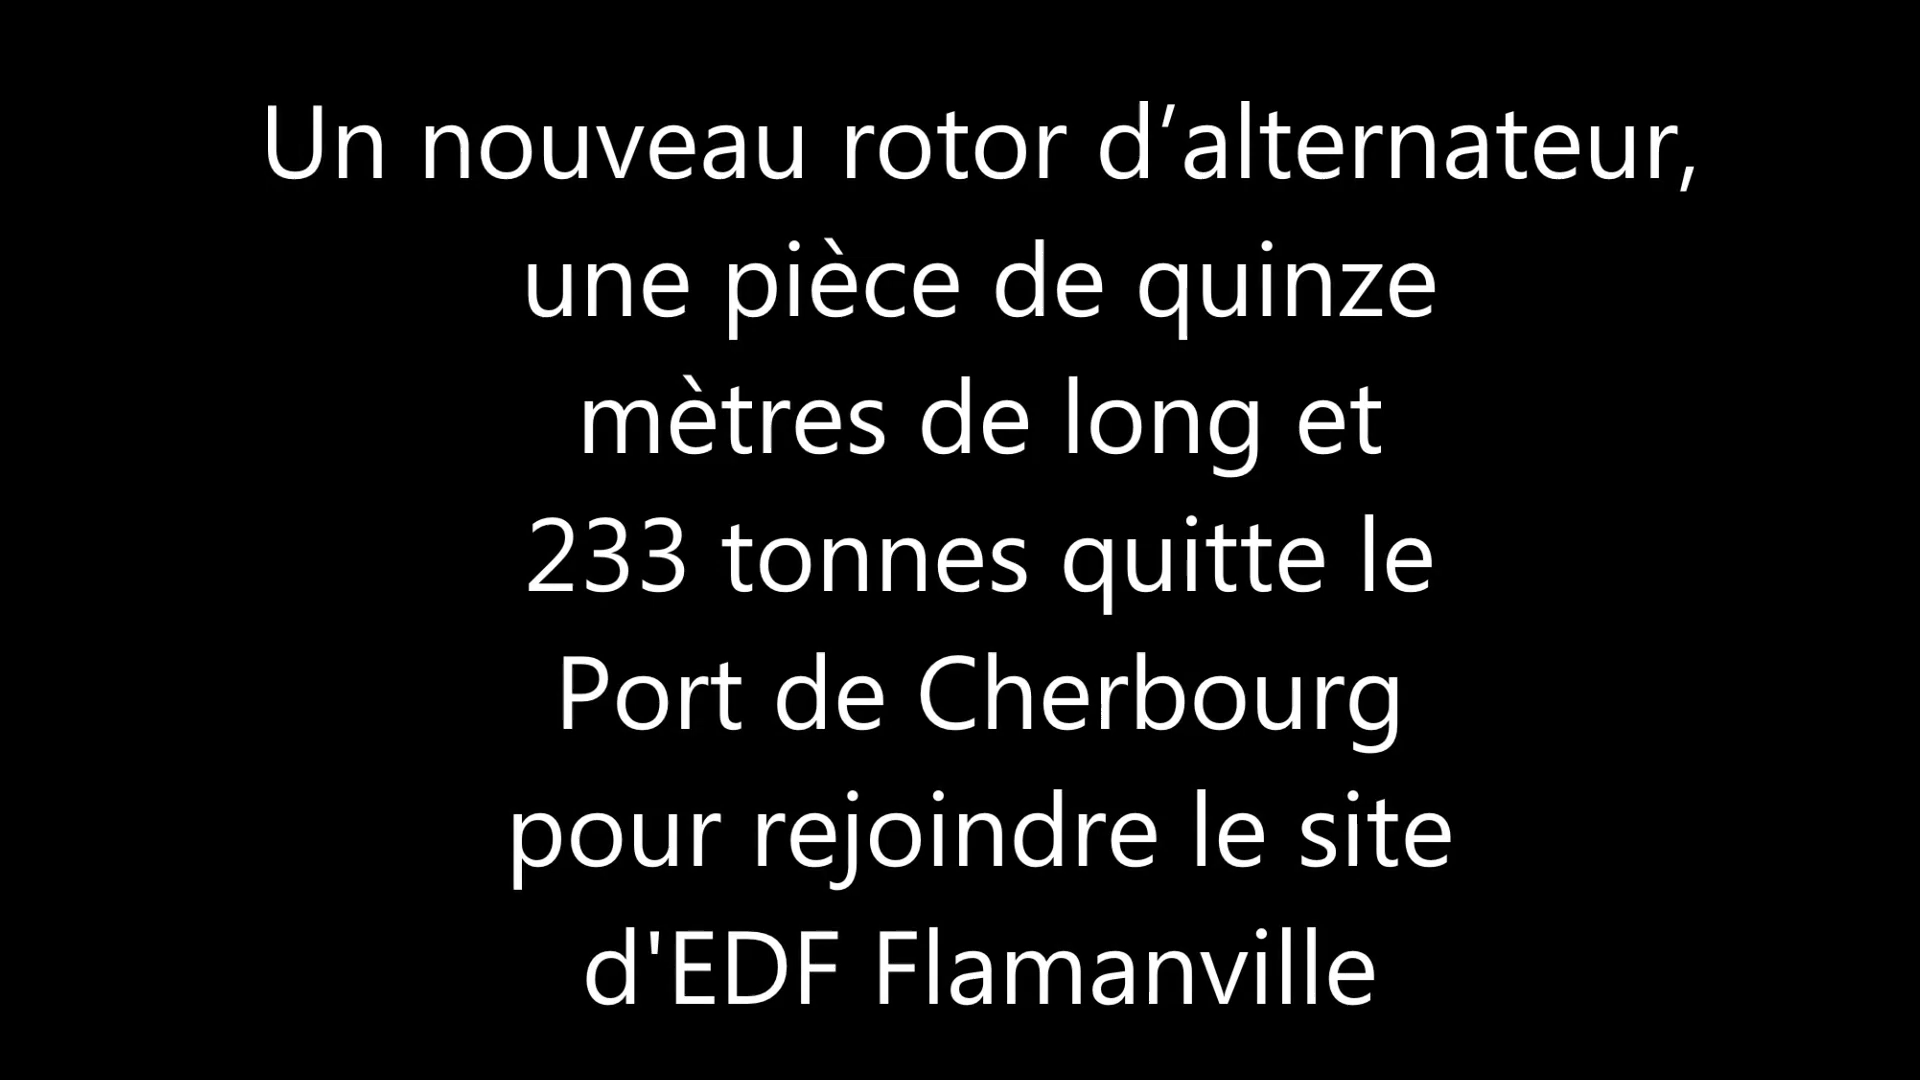 Un nouveau rotor d’alternateur,
une pièce de quinze
mètres de long et
233 tonnes quitte le
Port de Cherbourg
pour rejoindre le site
d'EDF Flamanville